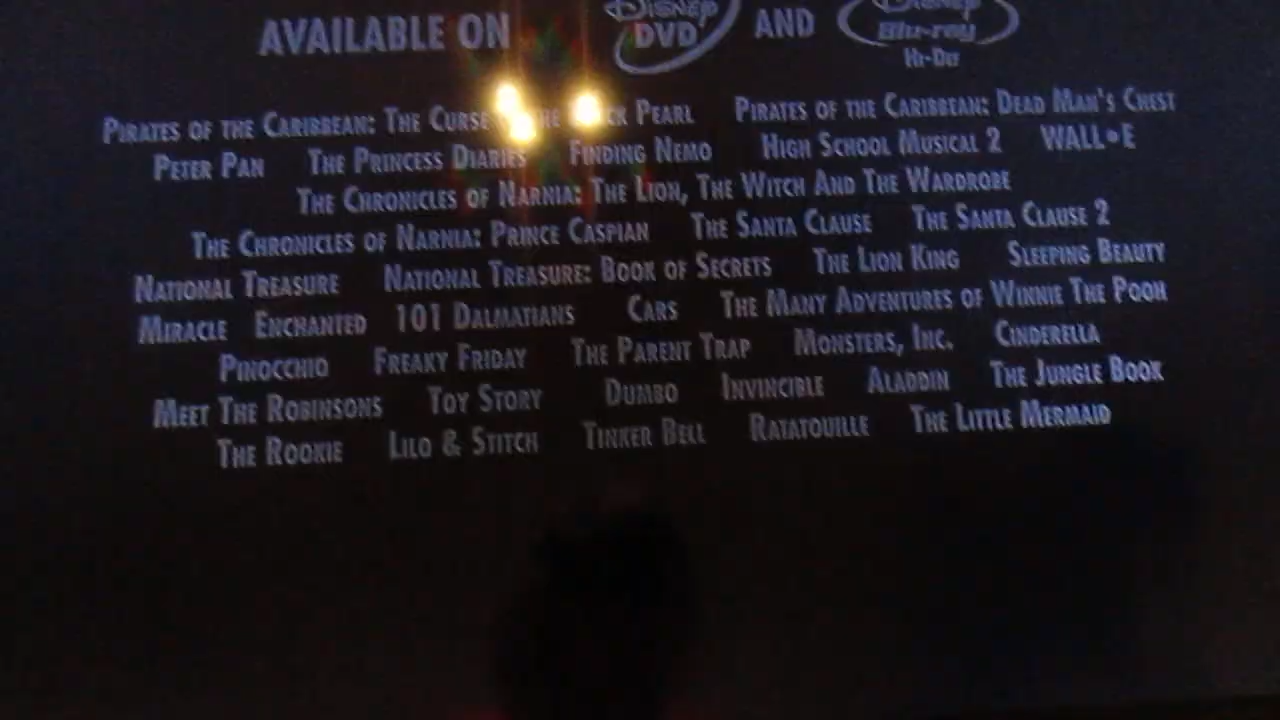 AVAILABLE ON Disney DVD AND Disney Blu-ray
Hi-Def
Pirates of the Caribbean: The Curse Pearl Pirates of the Caribbean: Dead Man's Chest
Peter Pan The Princess Diaries Finding Nemo High School Musical 2 WALL•E
The Chronicles of Narnia: The Lion, The Witch And The Wardrobe
The Chronicles of Narnia: Prince Caspian The Santa Clause The Santa Clause 2
National Treasure National Treasure: Book of Secrets The Lion King Sleeping Beauty
Miracle Enchanted 101 Dalmatians Cars The Many Adventures of Winnie The Pooh
Pinocchio Freaky Friday The Parent Trap Monsters, Inc. Cinderella
Meet The Robinsons Toy Story Dumbo Invincible Aladdin The Jungle Book
The Rookie Lilo & Stitch Tinker Bell Ratatouille The Little Mermaid